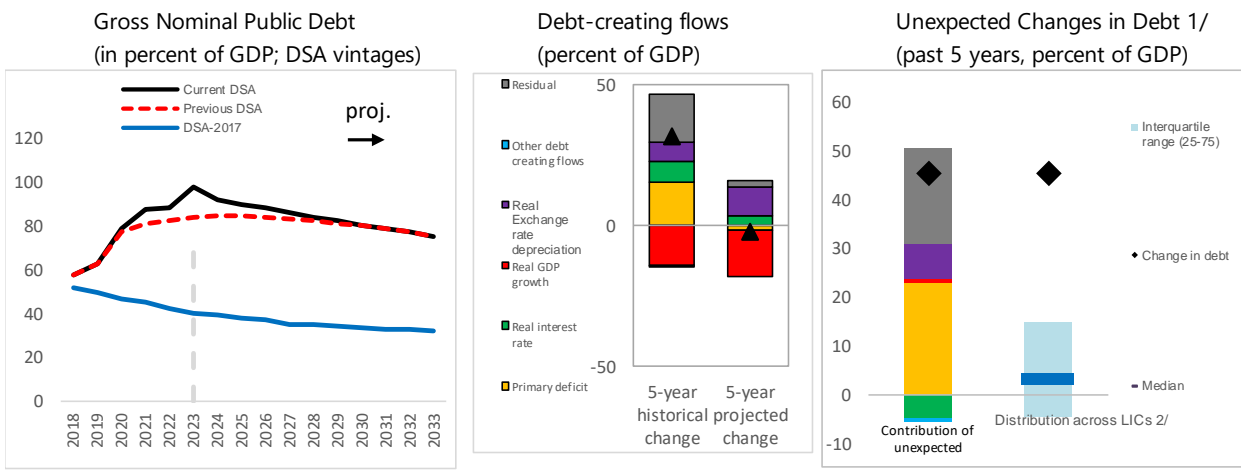 Gross Nominal Public Debt
(in percent of GDP; DSA vintages)
Current DSA
Previous DSA
DSA-2017
proj.
120
100
80
60
40
20
0
2018
2019
2020
2021
2022
2023
2024
2025
2026
2027
2028
2029
2030
2031
2032
2033
Debt-creating flows
(percent of GDP)
Residual
Other debt
creating flows
Real
Exchange
rate
depreciation
Real GDP
growth
Real interest
rate
Primary deficit
50
0
-50
5-year
historical
change
5-year
projected
change
Unexpected Changes in Debt 1/
(past 5 years, percent of GDP)
60
50
40
30
20
10
0
-10
Interquartile
range (25-75)
Change in debt
Median
Contribution of
unexpected
Distribution across LICs 2/